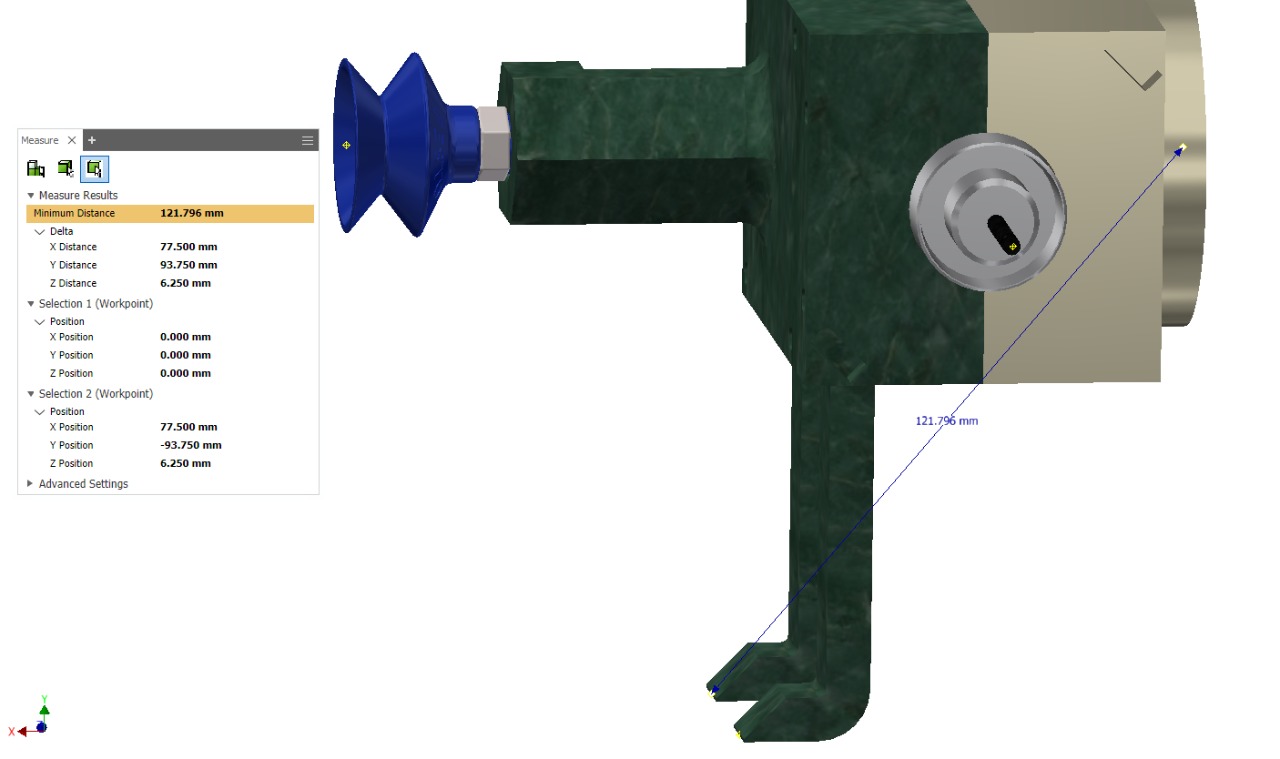 Measure
Measure Results
Minimum Distance 121.796 mm
Delta
X Distance 77.500 mm
Y Distance 93.750 mm
Z Distance 6.250 mm
Selection 1 (Workpoint)
Position
X Position 0.000 mm
Y Position 0.000 mm
Z Position 0.000 mm
Selection 2 (Workpoint)
Position
X Position 77.500 mm
Y Position -93.750 mm
Z Position 6.250 mm
Advanced Settings
121.796 mm
Y
X